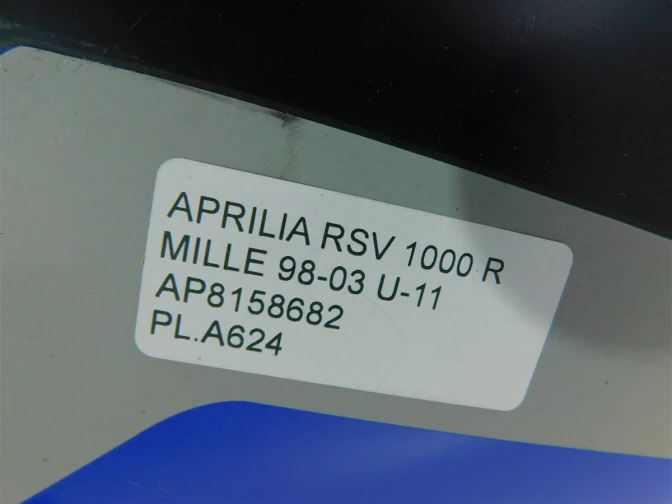 APRILIA RSV 1000 R
MILLE 98-03 U-11
AP8158682
PL.A624